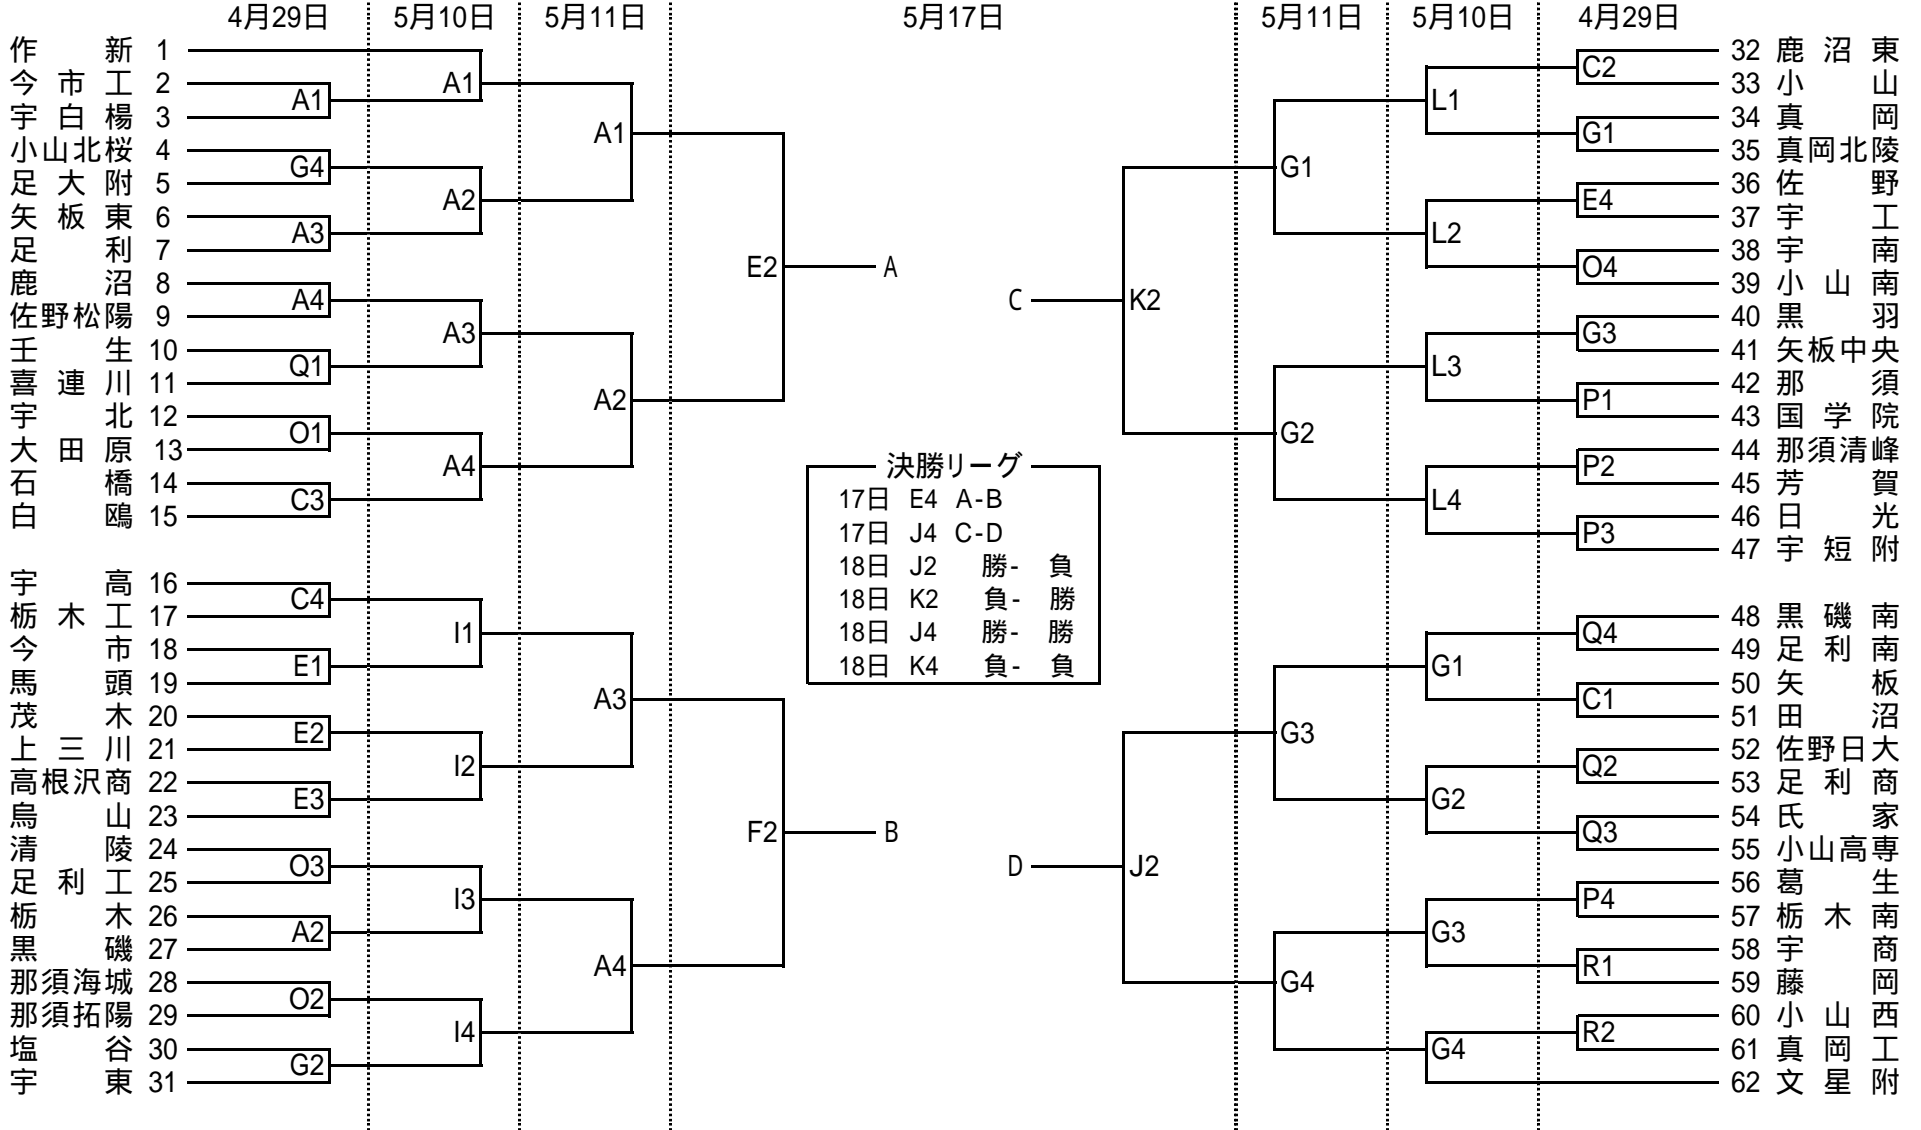 4月29日 5月10日 5月11日 5月17日 5月11日 5月10日 4月29日
作新 1
今市工 2
宇白楊 3
小山北桜 4
足大附 5
矢板東 6
足利 7
鹿沼 8
佐野松陽 9
壬生 10
喜連川 11
宇北 12
大田原 13
石橋 14
白鴎 15
宇高 16
栃木工 17
今市 18
馬頭 19
茂木 20
上三川 21
高根沢商 22
烏山 23
清陵 24
足利工 25
栃木 26
黒磯 27
那須海城 28
那須拓陽 29
塩谷 30
宇東 31
A1
G4
A3
A4
Q1
O1
C3
C4
E1
E2
E3
O3
A2
O2
G2
A1
A2
A3
A4
I1
I2
I3
I4
A1
A2
A3
A4
E2
F2
A
B
C
D
決勝リーグ
17日 E4 A-B
17日 J4 C-D
18日 J2 勝- 負
18日 K2 負- 勝
18日 J4 勝- 勝
18日 K4 負- 負
K2
J2
G1
G2
G3
G4
L1
L2
L3
L4
G1
G2
G3
G4
C2
G1
E4
O4
G3
P1
P2
P3
Q4
C1
Q2
Q3
P4
R1
R2
32 鹿沼東
33 小山
34 真岡
35 真岡北陵
36 佐野
37 宇工
38 宇南
39 小山南
40 黒羽
41 矢板中央
42 那須
43 国学院
44 那須清峰
45 芳賀
46 日光
47 宇短附
48 黒磯南
49 足利南
50 矢板
51 田沼
52 佐野日大
53 足利商
54 氏家
55 小山高専
56 葛生
57 栃木南
58 宇商
59 藤岡
60 小山西
61 真岡工
62 文星附